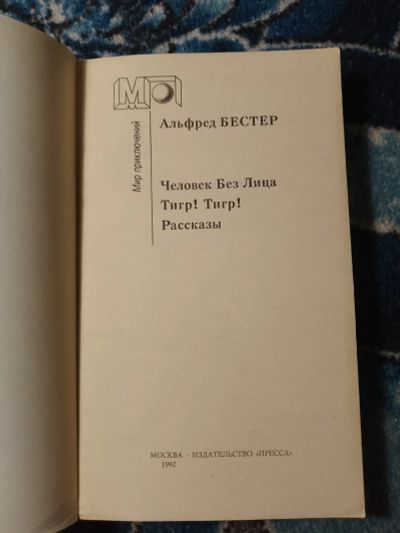 МП
Мир приключений
Альфред БЕСТЕР
Человек Без Лица
Тигр! Тигр!
Рассказы
МОСКВА · ИЗДАТЕЛЬСТВО «ПРЕССА»
1992